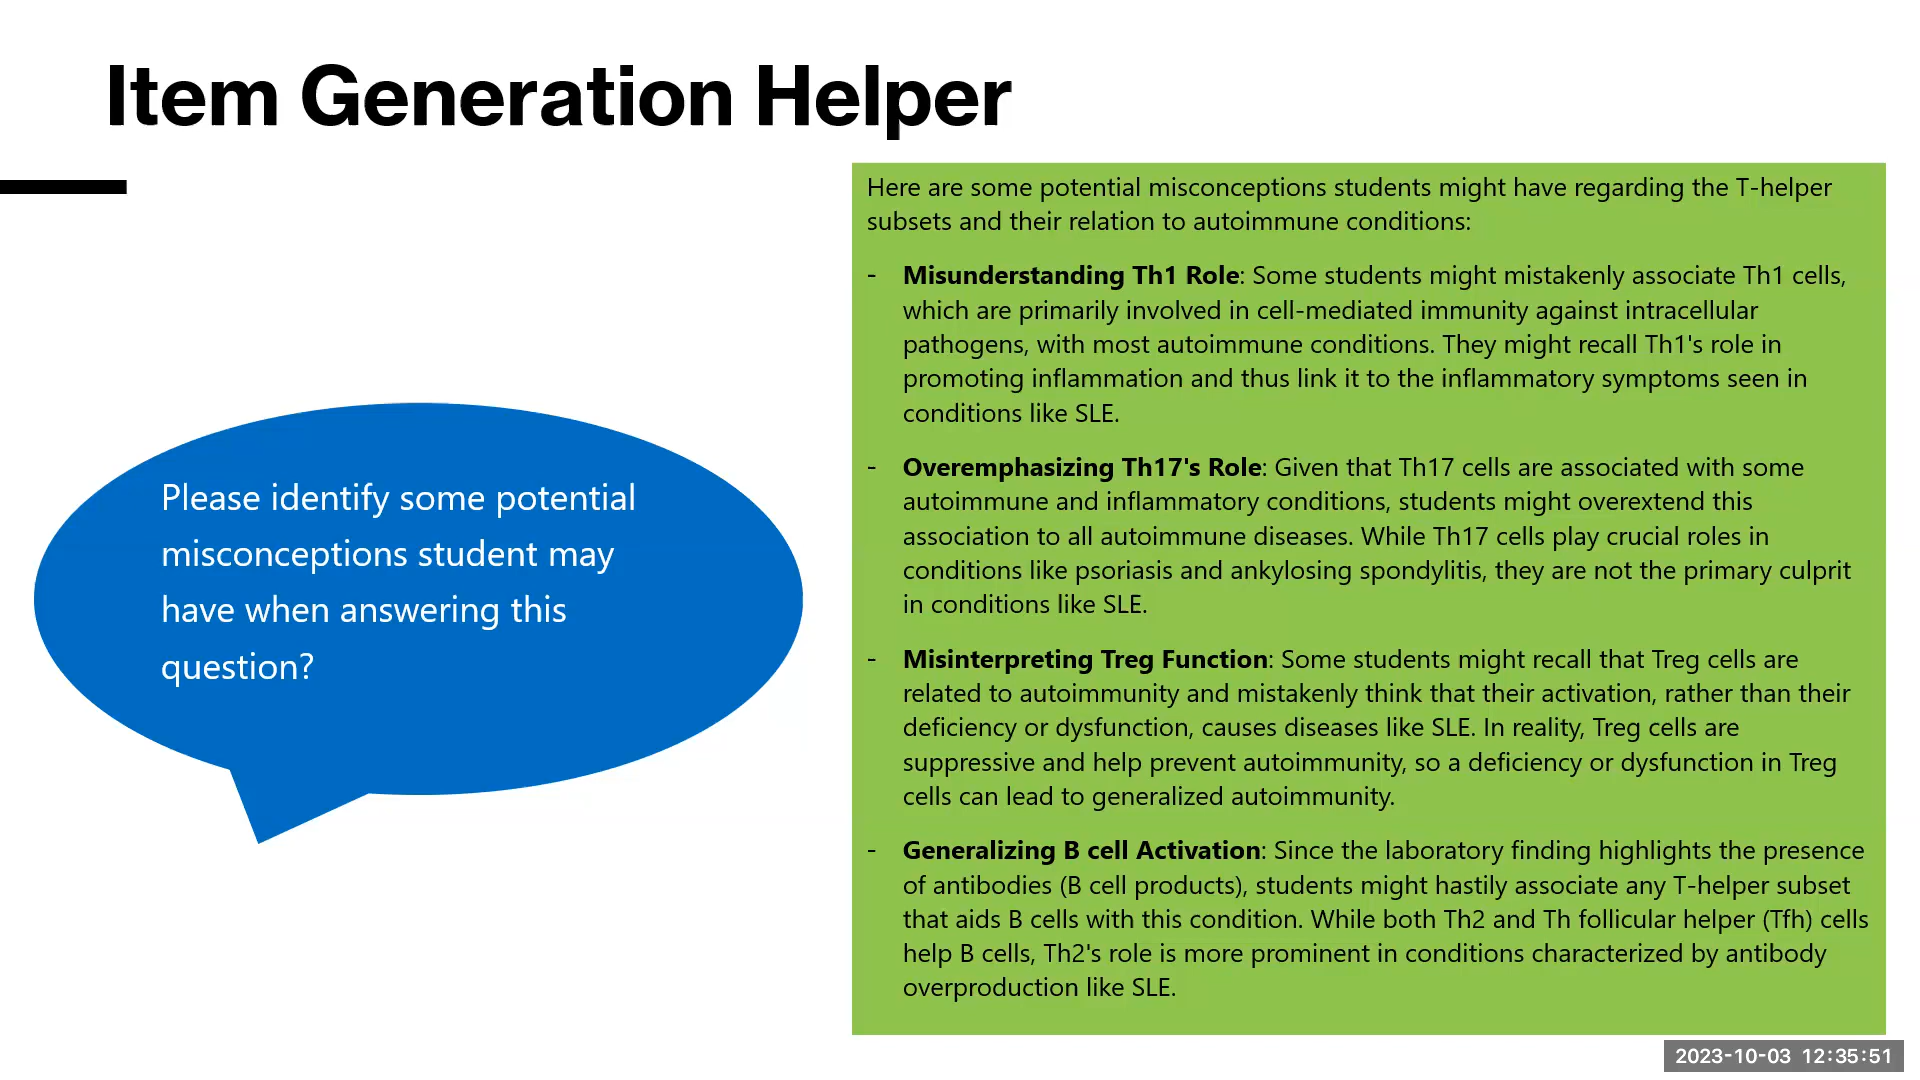 Item Generation Helper
Please identify some potential
misconceptions student may
have when answering this
question?
Here are some potential misconceptions students might have regarding the T-helper
subsets and their relation to autoimmune conditions:
- Misunderstanding Th1 Role: Some students might mistakenly associate Th1 cells,
which are primarily involved in cell-mediated immunity against intracellular
pathogens, with most autoimmune conditions. They might recall Th1's role in
promoting inflammation and thus link it to the inflammatory symptoms seen in
conditions like SLE.
- Overemphasizing Th17's Role: Given that Th17 cells are associated with some
autoimmune and inflammatory conditions, students might overextend this
association to all autoimmune diseases. While Th17 cells play crucial roles in
conditions like psoriasis and ankylosing spondylitis, they are not the primary culprit
in conditions like SLE.
- Misinterpreting Treg Function: Some students might recall that Treg cells are
related to autoimmunity and mistakenly think that their activation, rather than their
deficiency or dysfunction, causes diseases like SLE. In reality, Treg cells are
suppressive and help prevent autoimmunity, so a deficiency or dysfunction in Treg
cells can lead to generalized autoimmunity.
- Generalizing B cell Activation: Since the laboratory finding highlights the presence
of antibodies (B cell products), students might hastily associate any T-helper subset
that aids B cells with this condition. While both Th2 and Th follicular helper (Tfh) cells
help B cells, Th2's role is more prominent in conditions characterized by antibody
overproduction like SLE.
2023-10-03 12:35:51